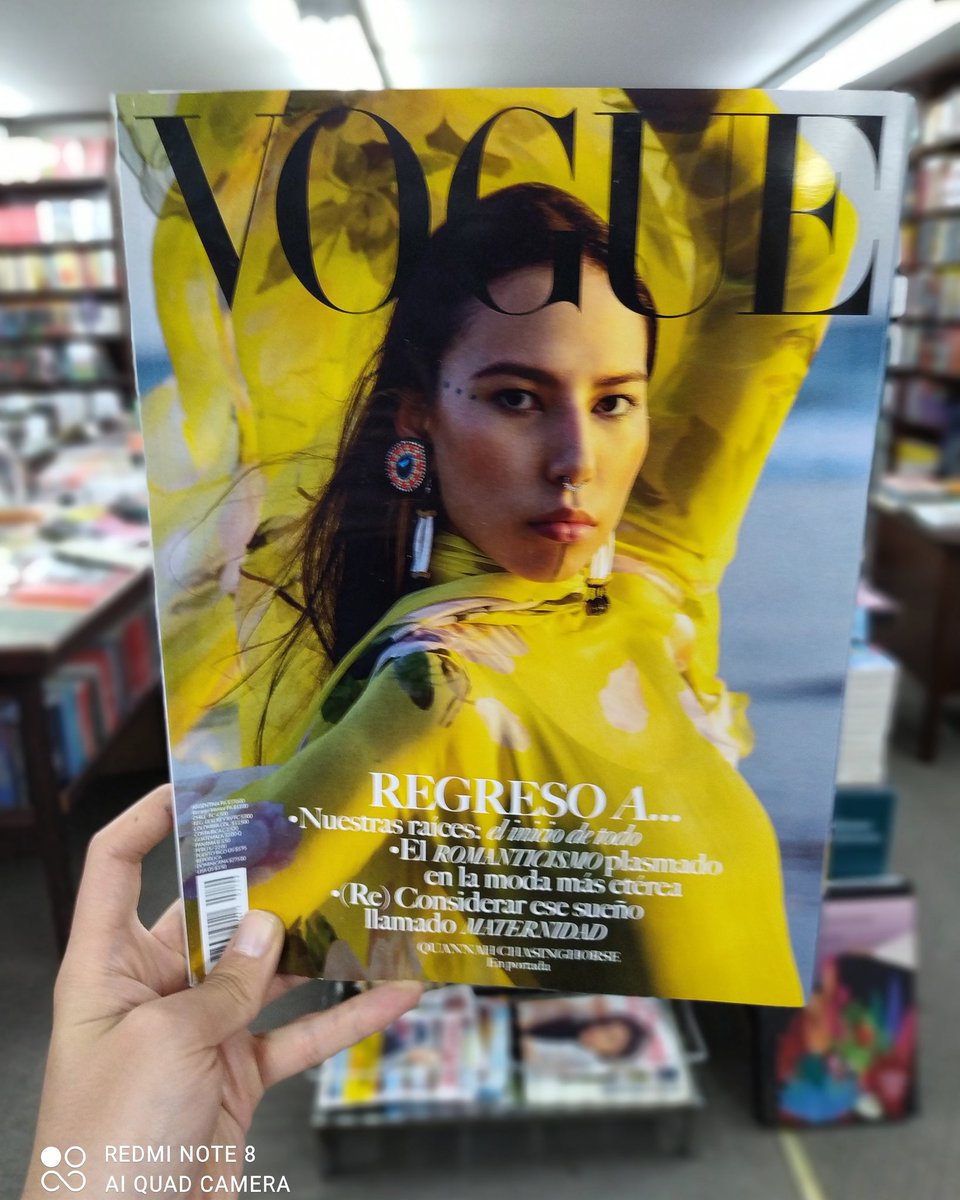 VOGUE
REGRESO A...
•Nuestras raíces: el inicio de todo
•El ROMANTICISMO plasmado
en la moda más etérea
•(Re) Considerar ese sueño
llamado MATERNIDAD
QUANNAH CHASINGHORSE
En portada
REDMI NOTE 8
AI QUAD CAMERA